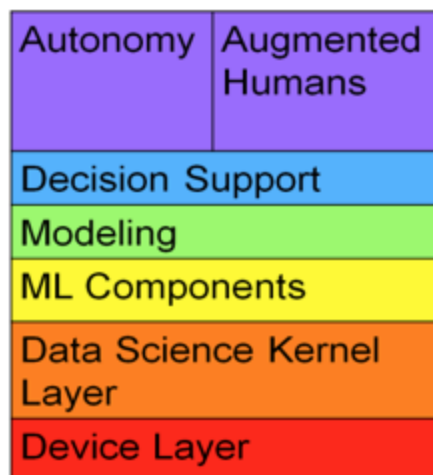 Autonomy
Augmented
Humans
Decision Support
Modeling
ML Components
Data Science Kernel
Layer
Device Layer